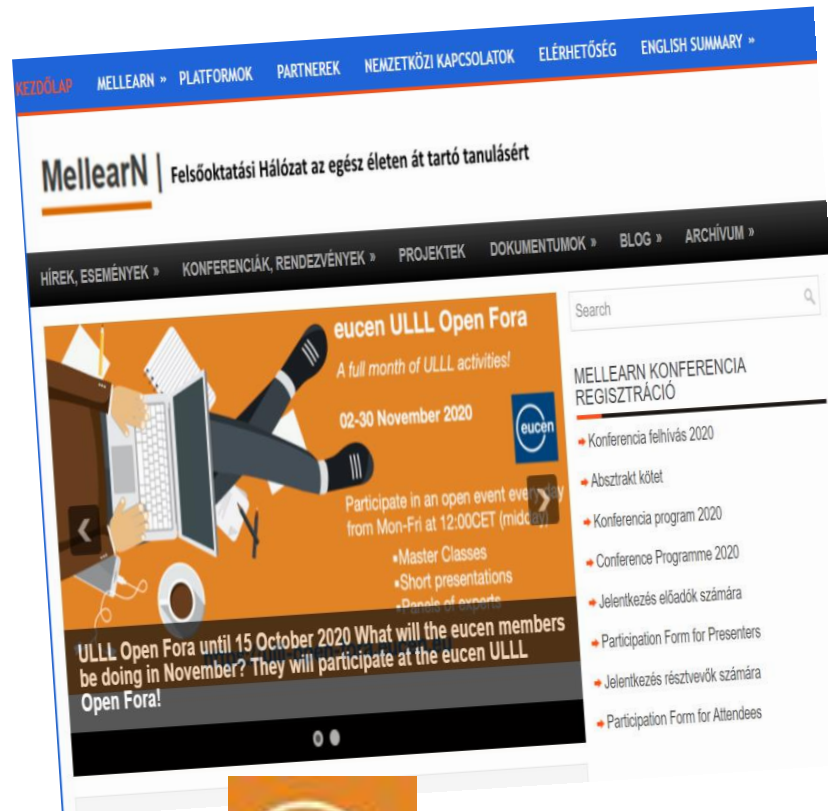 KEZDŐLAP MELLEARN » PLATFORMOK PARTNEREK NEMZETKÖZI KAPCSOLATOK ELÉRHETŐSÉG ENGLISH SUMMARY »
MellearN | Felsőoktatási Hálózat az egész életen át tartó tanulásért
HÍREK, ESEMÉNYEK » KONFERENCIÁK, RENDEZVÉNYEK » PROJEKTEK DOKUMENTUMOK » BLOG » ARCHÍVUM »
eucen ULLL Open Fora
A full month of ULLL activities!
02-30 November 2020
eucen
Participate in an open event every day
from Mon-Fri at 12:00CET (midday)
•Master Classes
•Short presentations
•Panels of experts
ULLL Open Fora until 15 October 2020 What will the eucen members
be doing in November? They will participate at the eucen ULLL
Open Fora!
Search
MELLEARN KONFERENCIA
REGISZTRÁCIÓ
Konferencia felhívás 2020
Absztrakt kötet
Konferencia program 2020
Conference Programme 2020
Jelentkezés előadók számára
Participation Form for Presenters
Jelentkezés résztvevők számára
Participation Form for Attendees